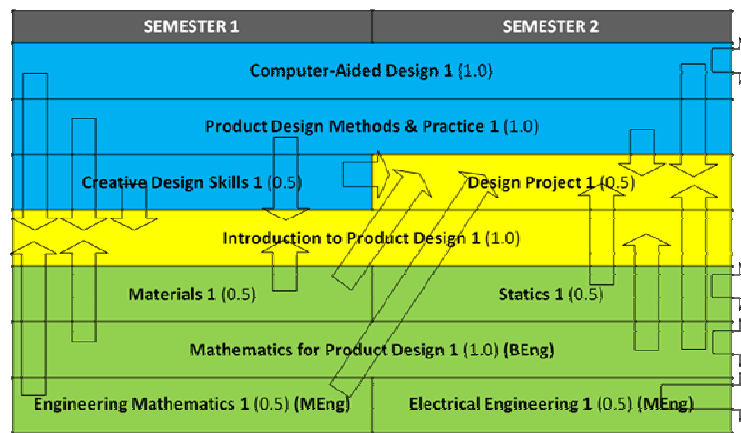 SEMESTER 1
SEMESTER 2
Computer-Aided Design 1 (1.0)
Product Design Methods & Practice 1 (1.0)
Creative Design Skills 1 (0.5)
Design Project 1 (0.5)
Introduction to Product Design 1 (1.0)
Materials 1 (0.5)
Statics 1 (0.5)
Mathematics for Product Design 1 (1.0) (BEng)
Engineering Mathematics 1 (0.5) (MEng)
Electrical Engineering 1 (0.5) (MEng)